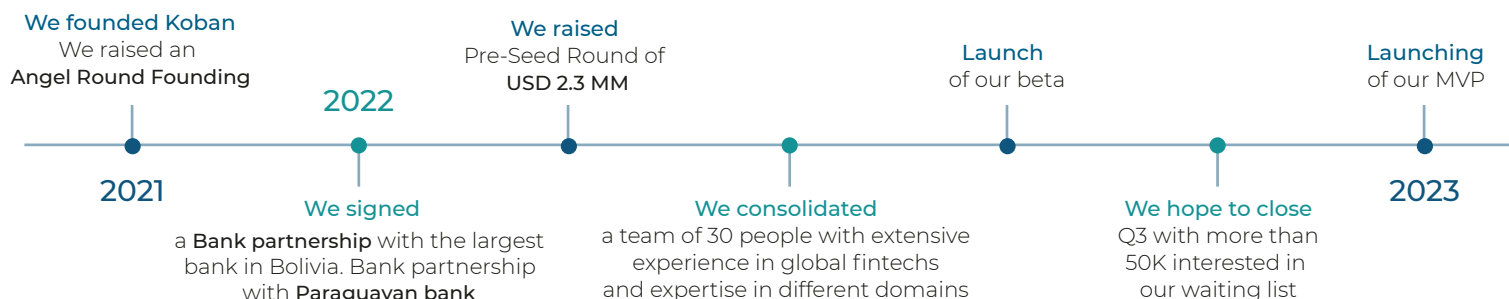 We founded Koban
We raised an
Angel Round Founding
2021
2022
We signed
a Bank partnership with the largest
bank in Bolivia. Bank partnership
with Paraguayan bank
We raised
Pre-Seed Round of
USD 2.3 MM
We consolidated
a team of 30 people with extensive
experience in global fintechs
and expertise in different domains
Launch
of our beta
We hope to close
Q3 with more than
50K interested in
our waiting list
Launching
of our MVP
2023